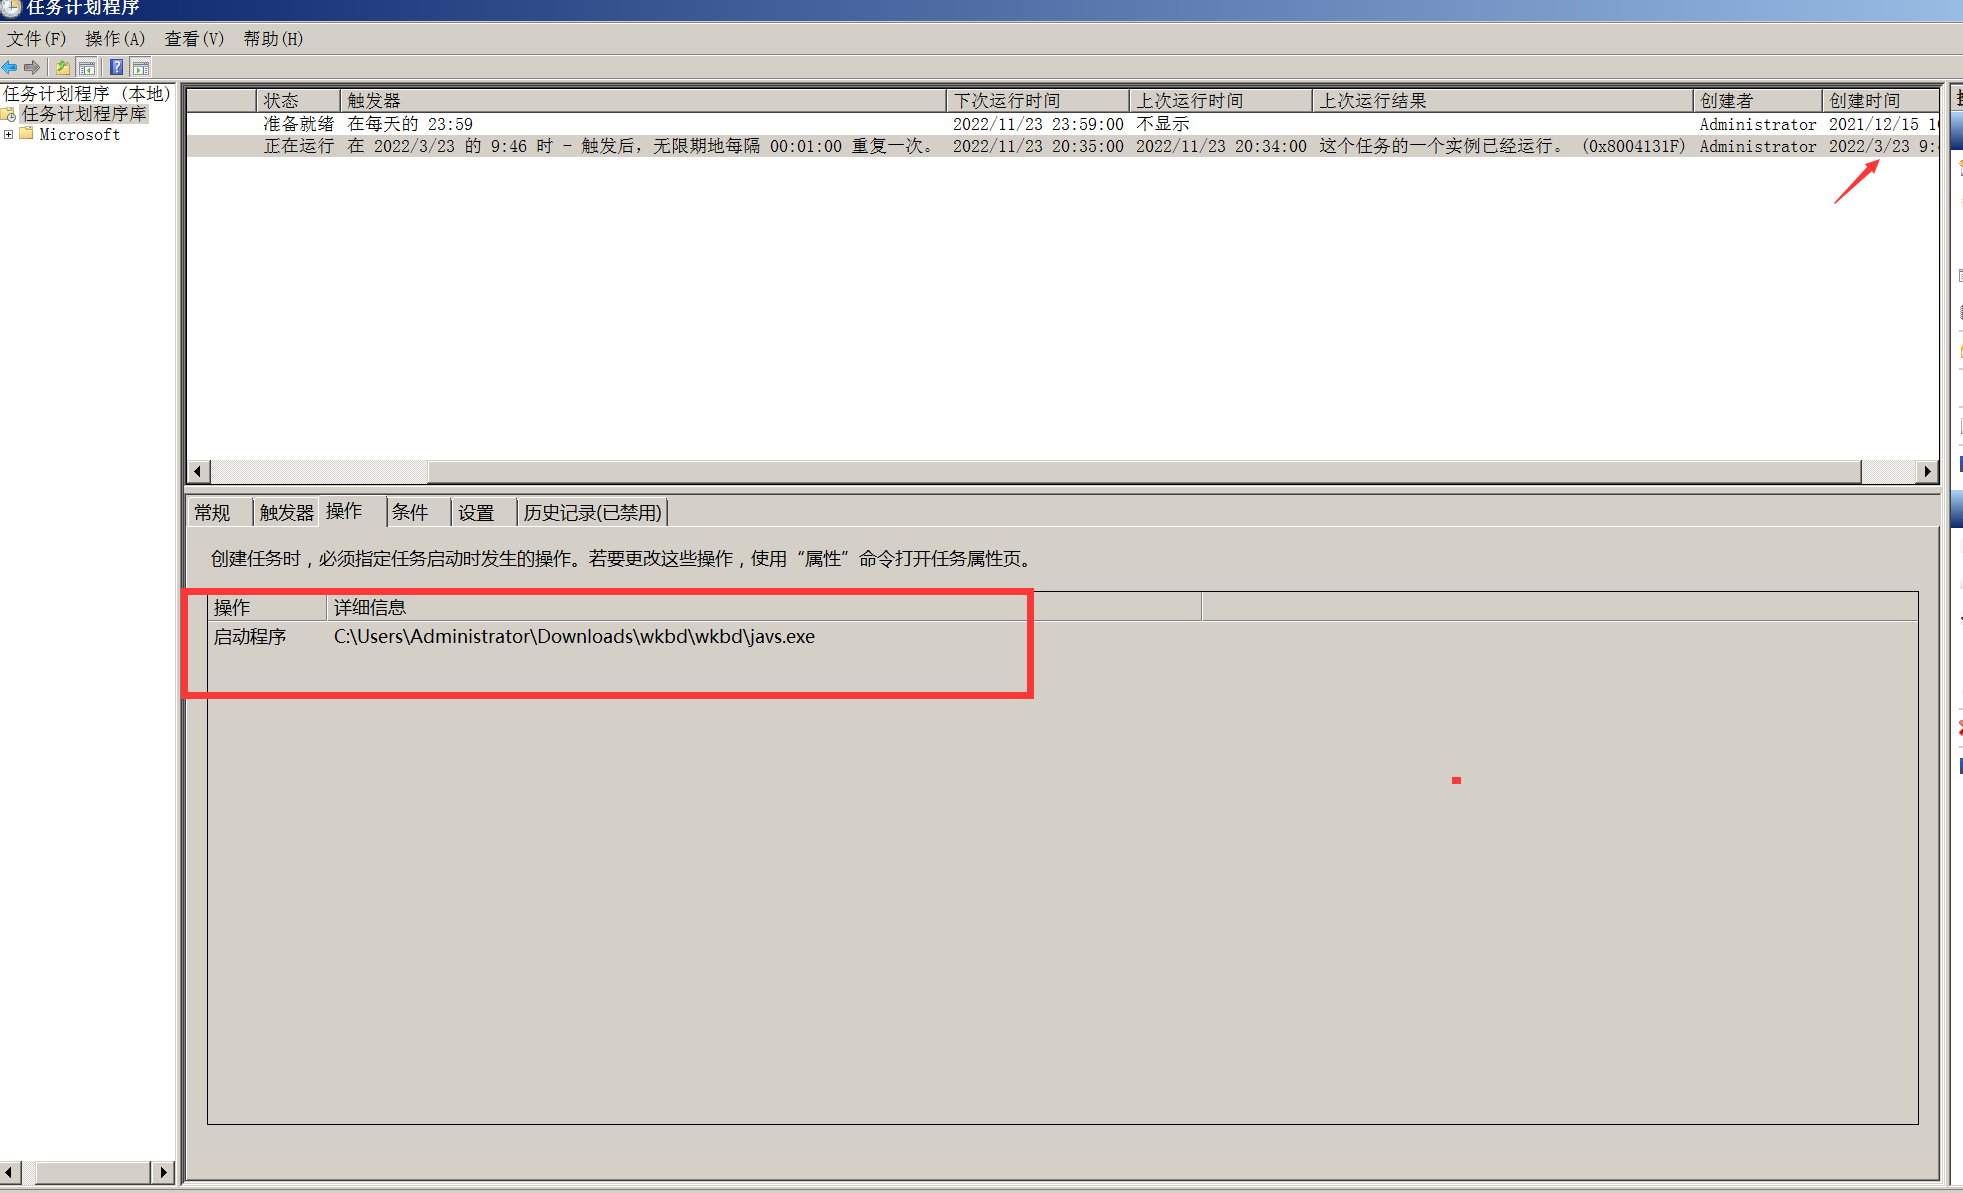 任务计划程序
文件(F) 操作(A) 查看(V) 帮助(H)
任务计划程序 (本地)
任务计划程序库
Microsoft
状态 触发器 下次运行时间 上次运行时间 上次运行结果 创建者 创建时间
准备就绪 在每天的 23:59 2022/11/23 23:59:00 不显示 Administrator 2021/12/15
正在运行 在 2022/3/23 的 9:46 时 - 触发后，无限期地每隔 00:01:00 重复一次。 2022/11/23 20:35:00 2022/11/23 20:34:00 这个任务的一个实例已经运行。 (0x8004131F) Administrator 2022/3/23 9:
常规 触发器 操作 条件 设置 历史记录(已禁用)
创建任务时，必须指定任务启动时发生的操作。若要更改这些操作，使用“属性”命令打开任务属性页。
操作 详细信息
启动程序 C:\Users\Administrator\Downloads\wkbd\wkbd\javs.exe